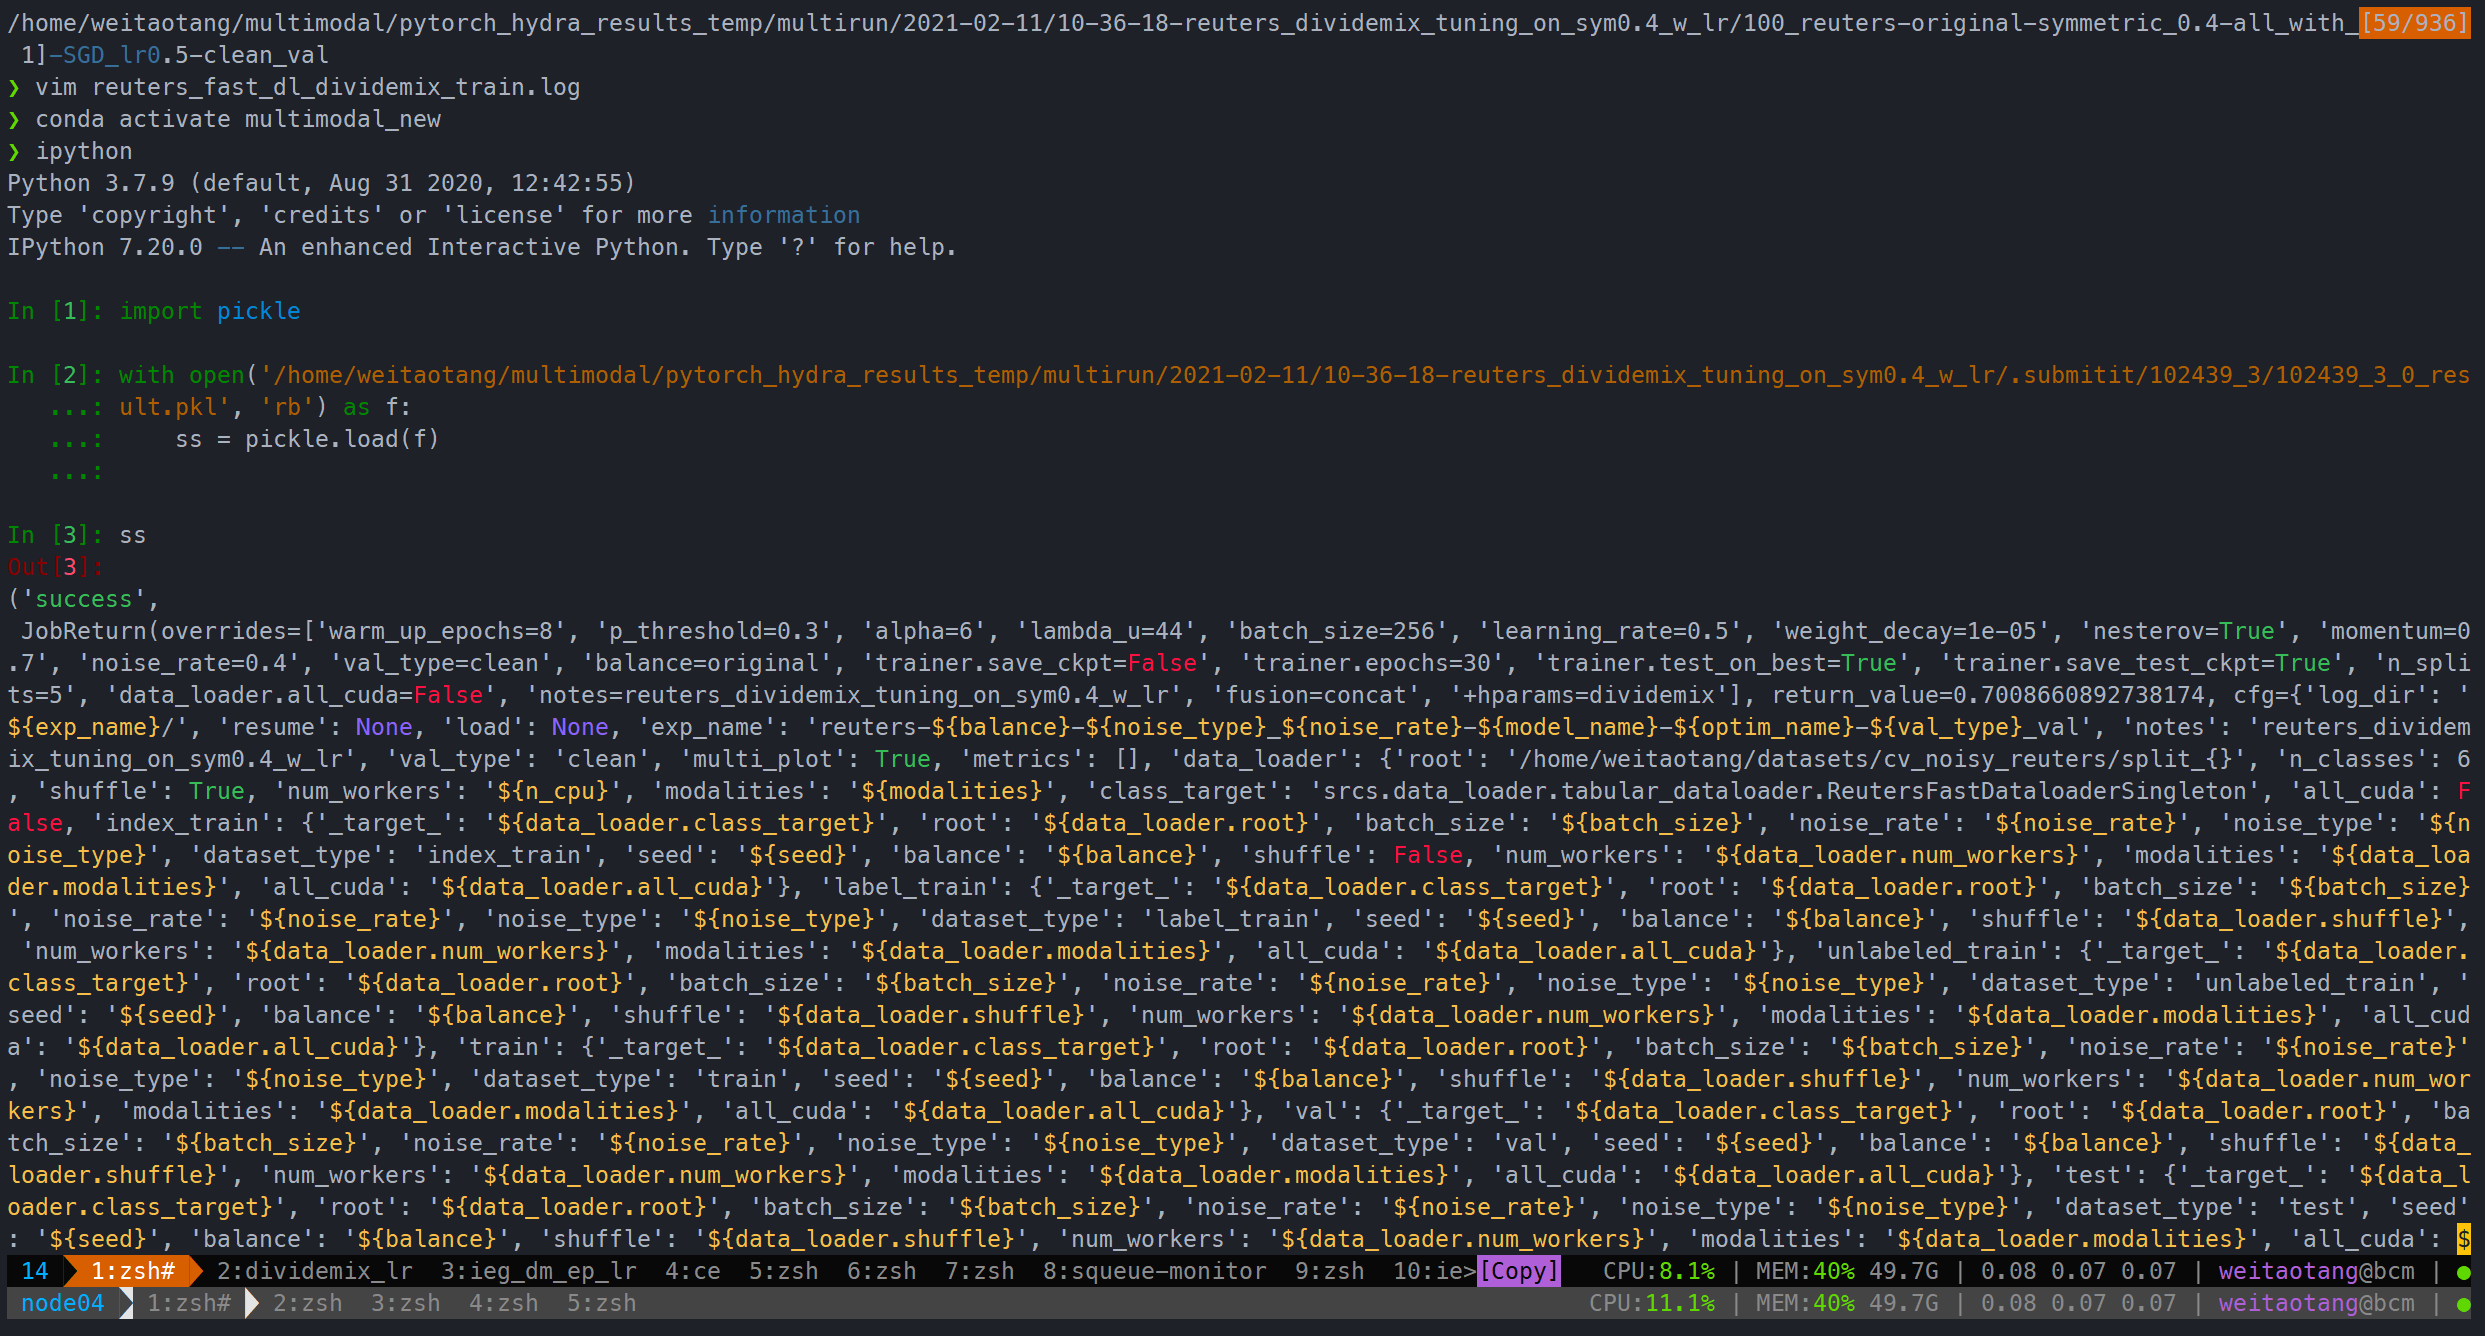 /home/weitaotang/multimodal/pytorch_hydra_results_temp/multirun/2021-02-11/10-36-18-reuters_dividemix_tuning_on_sym0.4_w_lr/100_reuters-original-symmetric_0.4-all_with_[59/936]
 1]-SGD_lr0.5-clean_val
❯ vim reuters_fast_dl_dividemix_train.log
❯ conda activate multimodal_new
❯ ipython
Python 3.7.9 (default, Aug 31 2020, 12:42:55)
Type 'copyright', 'credits' or 'license' for more information
IPython 7.20.0 -- An enhanced Interactive Python. Type '?' for help.
In [1]: import pickle
In [2]: with open('/home/weitaotang/multimodal/pytorch_hydra_results_temp/multirun/2021-02-11/10-36-18-reuters_dividemix_tuning_on_sym0.4_w_lr/.submitit/102439_3/102439_3_0_res
   ...: ult.pkl', 'rb') as f:
   ...:     ss = pickle.load(f)
   ...:
In [3]: ss
Out[3]:
('success',
 JobReturn(overrides=['warm_up_epochs=8', 'p_threshold=0.3', 'alpha=6', 'lambda_u=44', 'batch_size=256', 'learning_rate=0.5', 'weight_decay=1e-05', 'nesterov=True', 'momentum=0
.7', 'noise_rate=0.4', 'val_type=clean', 'balance=original', 'trainer.save_ckpt=False', 'trainer.epochs=30', 'trainer.test_on_best=True', 'trainer.save_test_ckpt=True', 'n_spli
ts=5', 'data_loader.all_cuda=False', 'notes=reuters_dividemix_tuning_on_sym0.4_w_lr', 'fusion=concat', '+hparams=dividemix'], return_value=0.7008660892738174, cfg={'log_dir': '
${exp_name}/', 'resume': None, 'load': None, 'exp_name': 'reuters-${balance}-${noise_type}_${noise_rate}-${model_name}-${optim_name}-${val_type}_val', 'notes': 'reuters_dividem
ix_tuning_on_sym0.4_w_lr', 'val_type': 'clean', 'multi_plot': True, 'metrics': [], 'data_loader': {'root': '/home/weitaotang/datasets/cv_noisy_reuters/split_{}', 'n_classes': 6
, 'shuffle': True, 'num_workers': '${n_cpu}', 'modalities': '${modalities}', 'class_target': 'srcs.data_loader.tabular_dataloader.ReutersFastDataloaderSingleton', 'all_cuda': F
alse, 'index_train': {'_target_': '${data_loader.class_target}', 'root': '${data_loader.root}', 'batch_size': '${batch_size}', 'noise_rate': '${noise_rate}', 'noise_type': '${n
oise_type}', 'dataset_type': 'index_train', 'seed': '${seed}', 'balance': '${balance}', 'shuffle': False, 'num_workers': '${data_loader.num_workers}', 'modalities': '${data_loa
der.modalities}', 'all_cuda': '${data_loader.all_cuda}'}, 'label_train': {'_target_': '${data_loader.class_target}', 'root': '${data_loader.root}', 'batch_size': '${batch_size}
', 'noise_rate': '${noise_rate}', 'noise_type': '${noise_type}', 'dataset_type': 'label_train', 'seed': '${seed}', 'balance': '${balance}', 'shuffle': '${data_loader.shuffle}',
 'num_workers': '${data_loader.num_workers}', 'modalities': '${data_loader.modalities}', 'all_cuda': '${data_loader.all_cuda}'}, 'unlabeled_train': {'_target_': '${data_loader.
class_target}', 'root': '${data_loader.root}', 'batch_size': '${batch_size}', 'noise_rate': '${noise_rate}', 'noise_type': '${noise_type}', 'dataset_type': 'unlabeled_train', '
seed': '${seed}', 'balance': '${balance}', 'shuffle': '${data_loader.shuffle}', 'num_workers': '${data_loader.num_workers}', 'modalities': '${data_loader.modalities}', 'all_cud
a': '${data_loader.all_cuda}'}, 'train': {'_target_': '${data_loader.class_target}', 'root': '${data_loader.root}', 'batch_size': '${batch_size}', 'noise_rate': '${noise_rate}'
, 'noise_type': '${noise_type}', 'dataset_type': 'train', 'seed': '${seed}', 'balance': '${balance}', 'shuffle': '${data_loader.shuffle}', 'num_workers': '${data_loader.num_wor
kers}', 'modalities': '${data_loader.modalities}', 'all_cuda': '${data_loader.all_cuda}'}, 'val': {'_target_': '${data_loader.class_target}', 'root': '${data_loader.root}', 'ba
tch_size': '${batch_size}', 'noise_rate': '${noise_rate}', 'noise_type': '${noise_type}', 'dataset_type': 'val', 'seed': '${seed}', 'balance': '${balance}', 'shuffle': '${data_
loader.shuffle}', 'num_workers': '${data_loader.num_workers}', 'modalities': '${data_loader.modalities}', 'all_cuda': '${data_loader.all_cuda}'}, 'test': {'_target_': '${data_l
oader.class_target}', 'root': '${data_loader.root}', 'batch_size': '${batch_size}', 'noise_rate': '${noise_rate}', 'noise_type': '${noise_type}', 'dataset_type': 'test', 'seed'
: '${seed}', 'balance': '${balance}', 'shuffle': '${data_loader.shuffle}', 'num_workers': '${data_loader.num_workers}', 'modalities': '${data_loader.modalities}', 'all_cuda': $
14 1:zsh# 2:dividemix_lr 3:ieg_dm_ep_lr 4:ce 5:zsh 6:zsh 7:zsh 8:squeue-monitor 9:zsh 10:ie>[Copy] CPU:8.1% | MEM:40% 49.7G | 0.08 0.07 0.07 | weitaotang@bcm | ●
node04 1:zsh# 2:zsh 3:zsh 4:zsh 5:zsh CPU:11.1% | MEM:40% 49.7G | 0.08 0.07 0.07 | weitaotang@bcm | ●